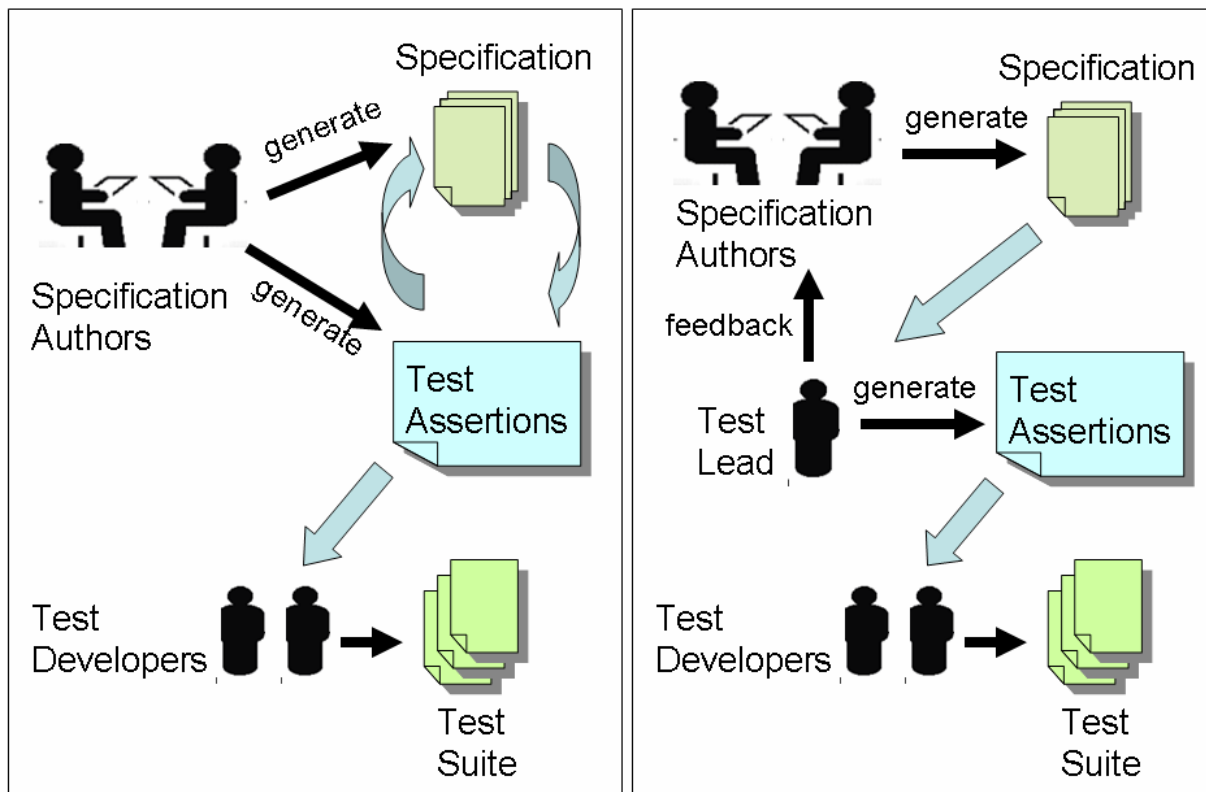 Specification
generate
Specification
Authors
generate
Test
Assertions
Test
Developers
Test
Suite
Specification
generate
Specification
Authors
feedback
generate
Test
Lead
Test
Assertions
Test
Developers
Test
Suite